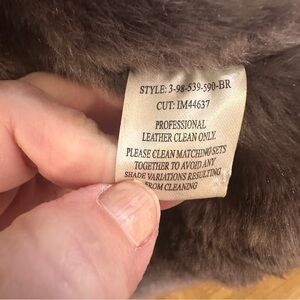 STYLE: 3-98-539-590-BR
CUT: IM44637
PROFESSIONAL
LEATHER CLEAN ONLY.
PLEASE CLEAN MATCHING SETS
TOGETHER TO AVOID ANY
SHADE VARIATIONS RESULTING
FROM CLEANING